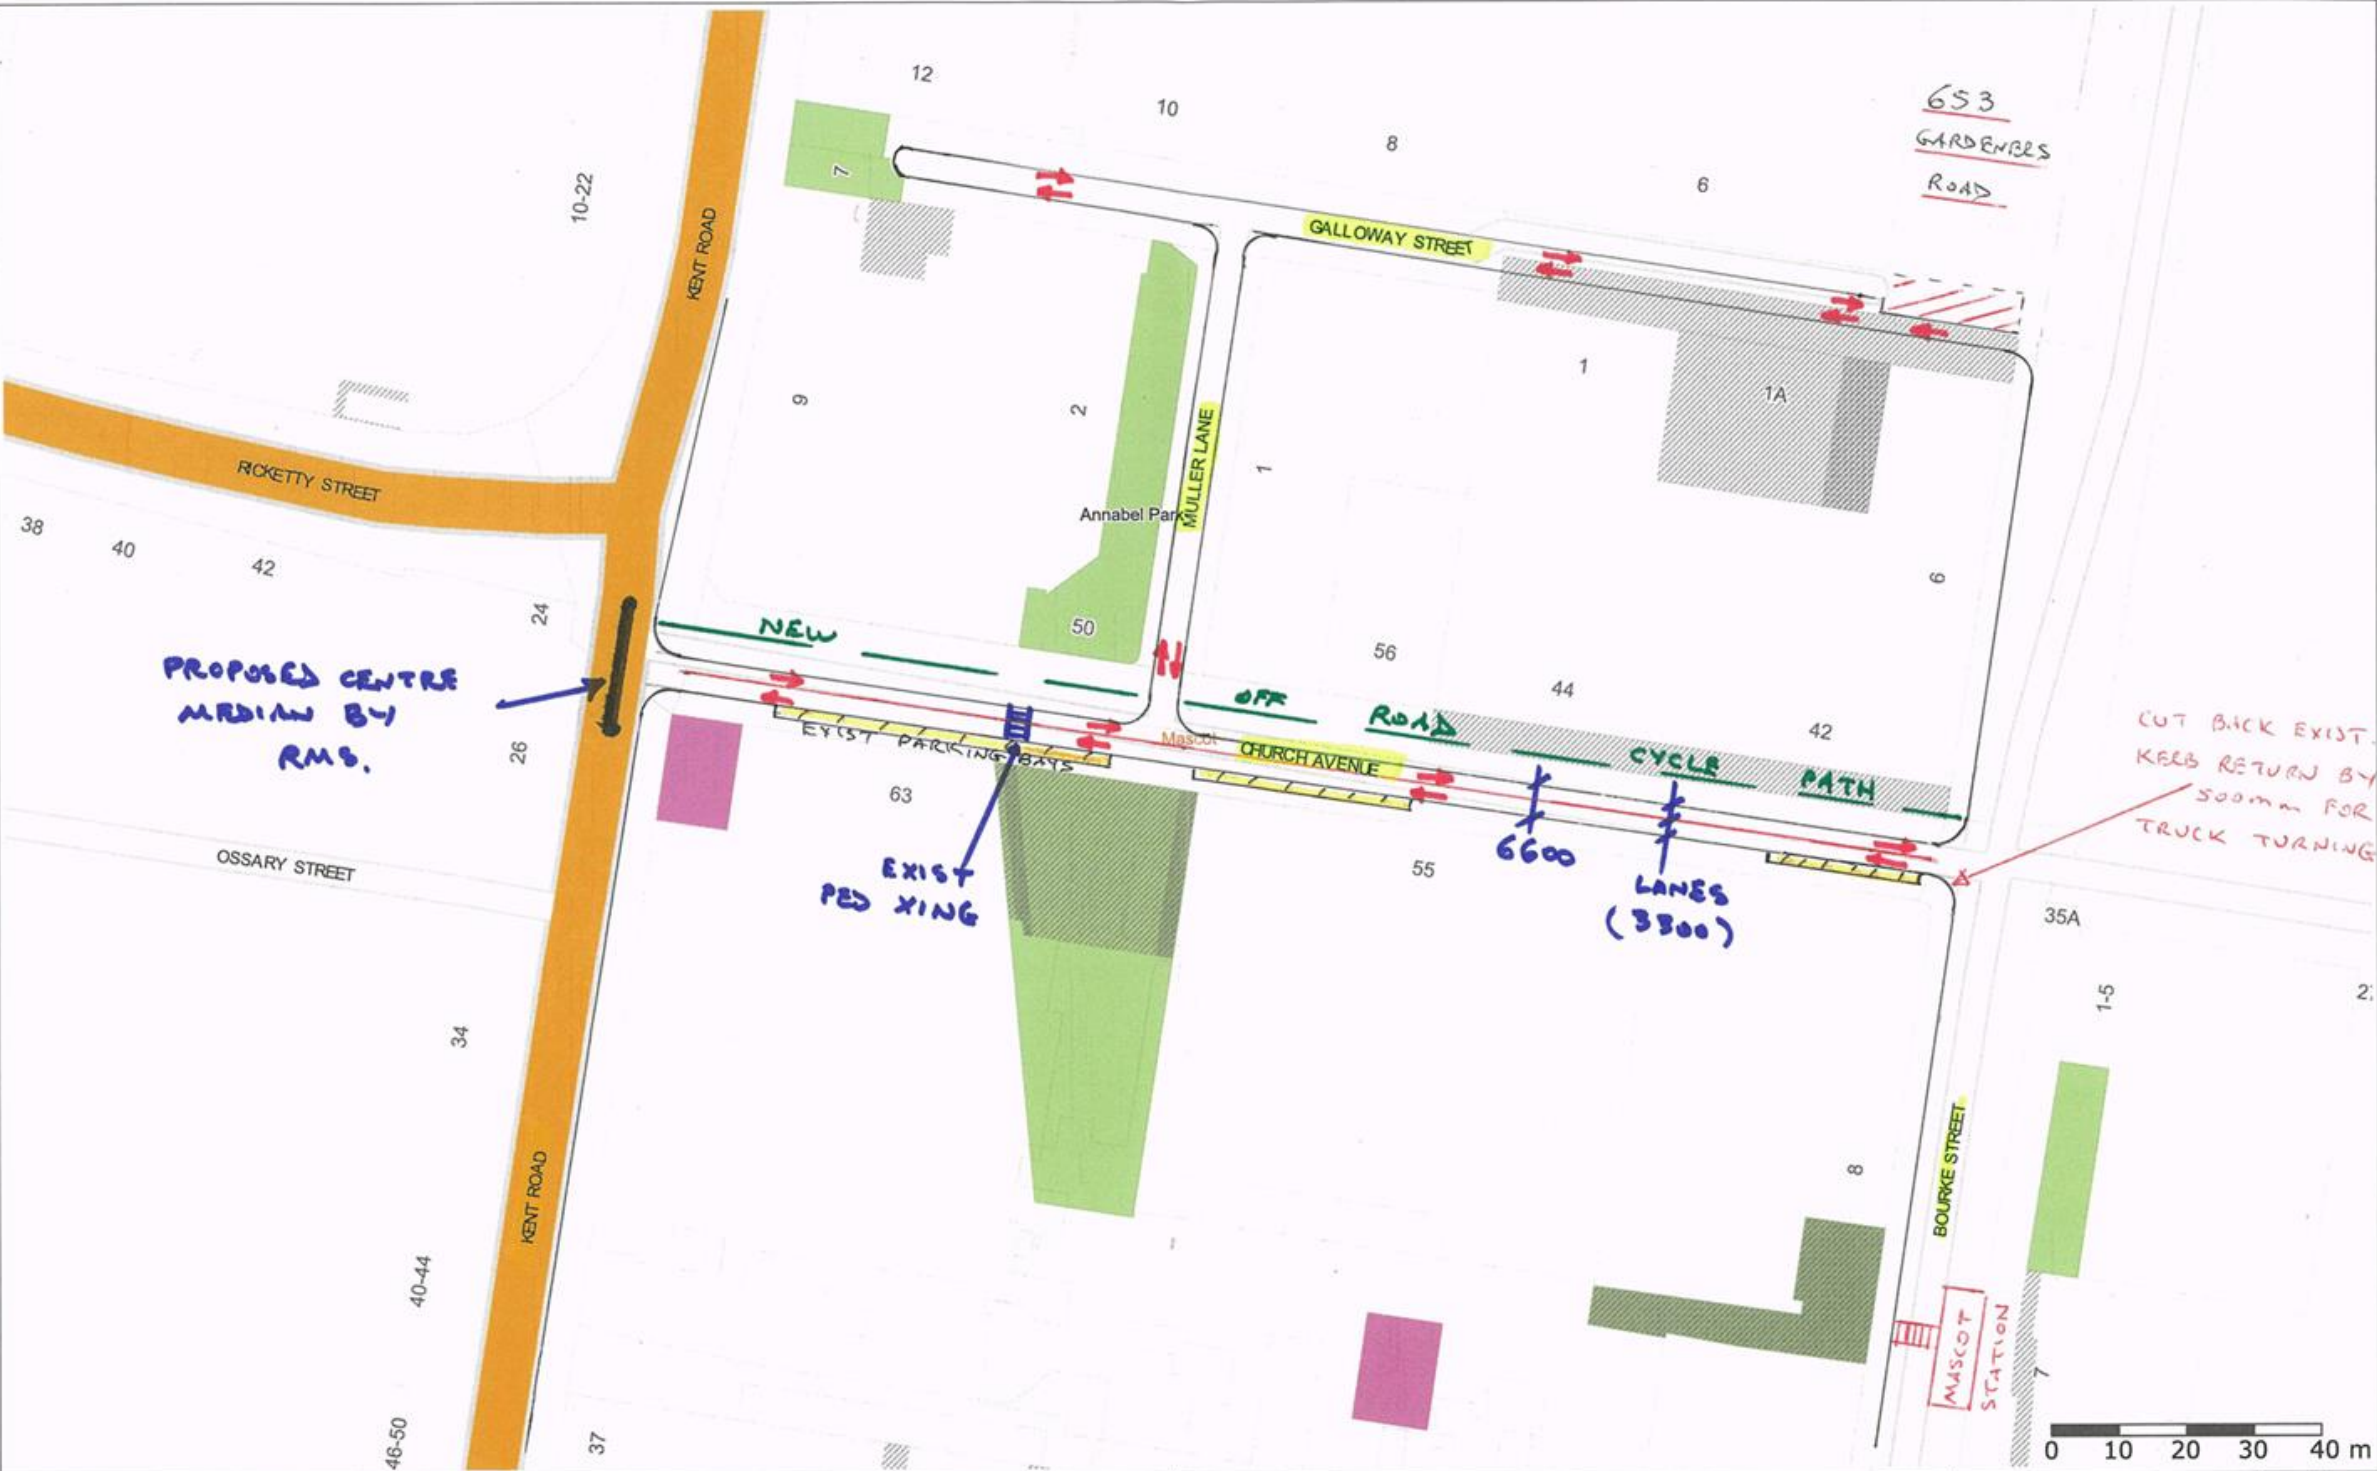 12
10
8
6
653
GARDENERS
ROAD
10-22
7
KENT ROAD
GALLOWAY STREET
9
2
MULLER LANE
1
1
1A
RICKETTY STREET
Annabel Park
38
40
42
24
6
50
56
44
42
NEW
OFF ROAD CYCLE PATH
PROPOSED CENTRE
MEDIAN BY
RMS.
26
EXIST PARKING BAYS
Mascot
CHURCH AVENUE
63
55
6600
LANES
(3300)
EXIST
PED XING
CUT BACK EXIST.
KERB RETURN BY
500mm FOR
TRUCK TURNING
OSSARY STREET
35A
1-5
34
KENT ROAD
8
BOURKE STREET
40-44
46-50
37
MASCOT
STATION
7
0 10 20 30 40 m